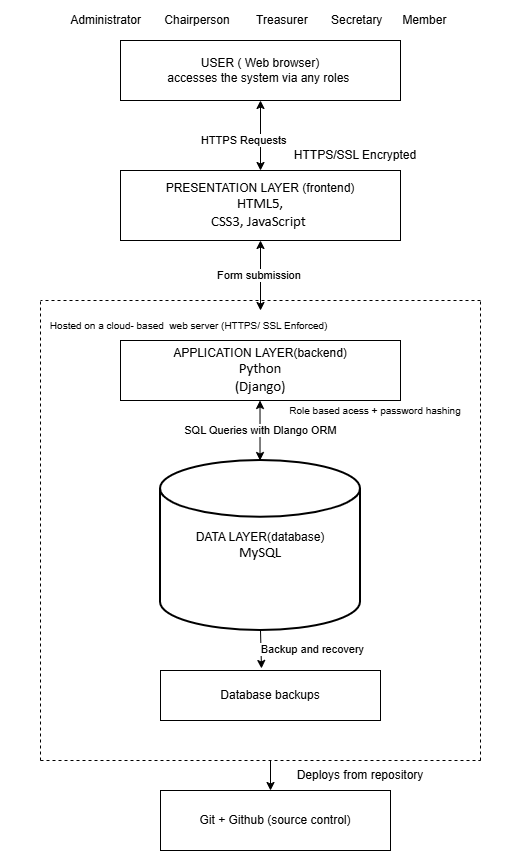 Administrator Chairperson Treasurer Secretary Member
USER ( Web browser)
accesses the system via any roles
HTTPS Requests
HTTPS/SSL Encrypted
PRESENTATION LAYER (frontend)
HTML5,
CSS3, JavaScript
Form submission
Hosted on a cloud- based web server (HTTPS/ SSL Enforced)
APPLICATION LAYER(backend)
Python
(Django)
Role based acess + password hashing
SQL Queries with DIango ORM
DATA LAYER(database)
MySQL
Backup and recovery
Database backups
Deploys from repository
Git + Github (source control)